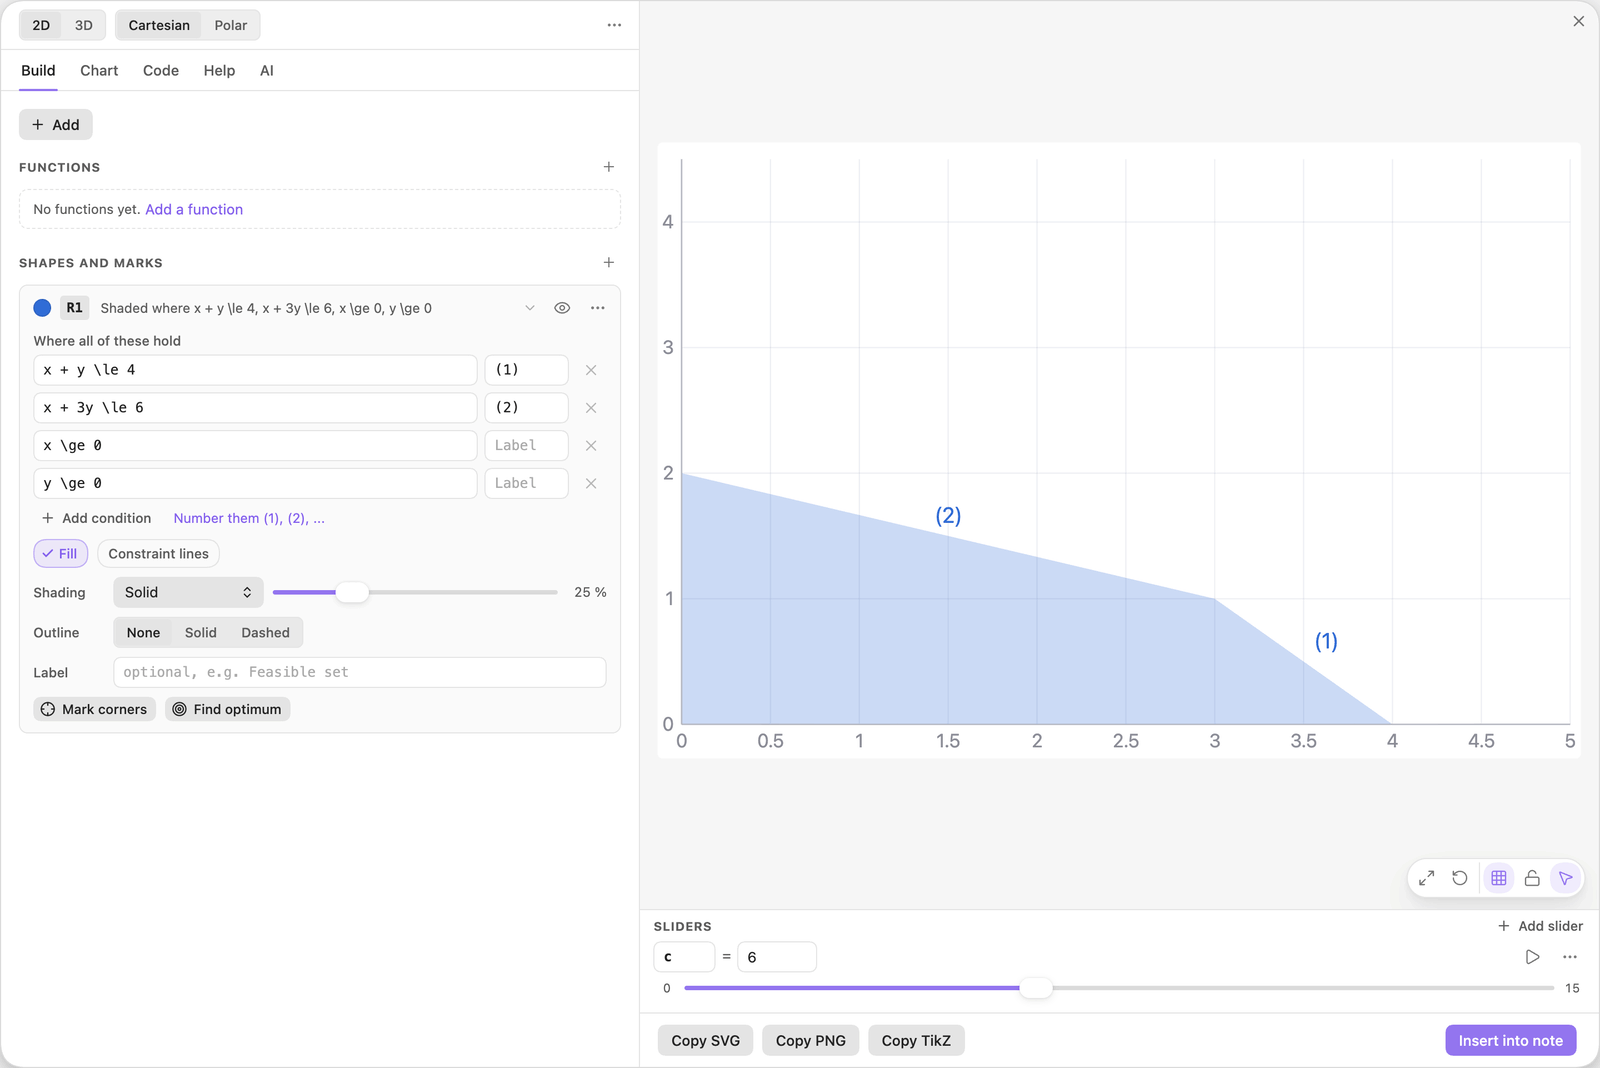 2D 3D Cartesian Polar
Build Chart Code Help AI
+ Add
FUNCTIONS
No functions yet. Add a function
SHAPES AND MARKS
R1 Shaded where x + y \le 4, x + 3y \le 6, x \ge 0, y \ge 0
Where all of these hold
x + y \le 4 (1)
x + 3y \le 6 (2)
x \ge 0 Label
y \ge 0 Label
+ Add condition Number them (1), (2), ...
Fill Constraint lines
Shading Solid 25 %
Outline None Solid Dashed
Label optional, e.g. Feasible set
Mark corners Find optimum
4
3
2
(2)
1
(1)
0
0 0.5 1 1.5 2 2.5 3 3.5 4 4.5 5
SLIDERS + Add slider
c = 6
0 15
Copy SVG Copy PNG Copy TikZ Insert into note